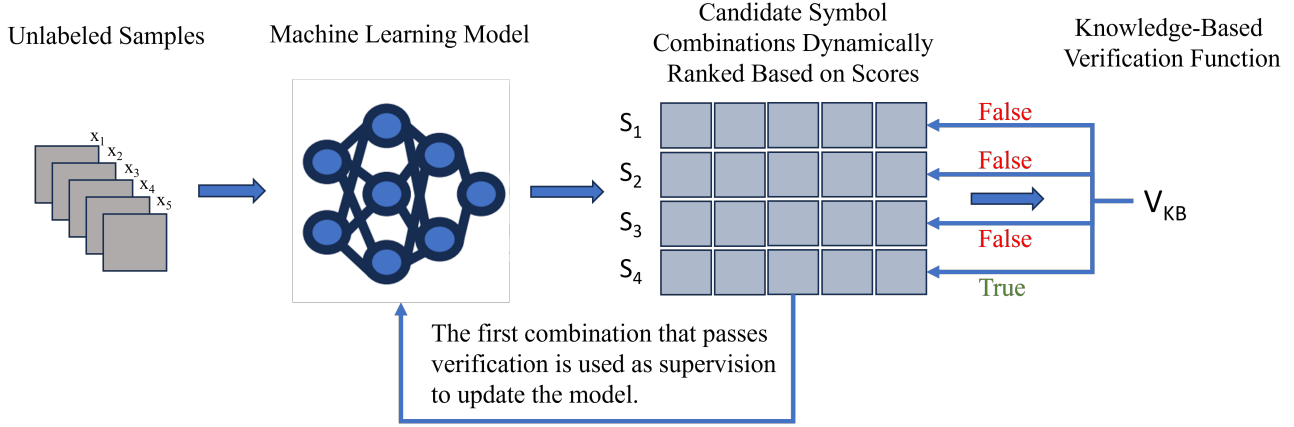 Unlabeled Samples
Machine Learning Model
Candidate Symbol
Combinations Dynamically
Ranked Based on Scores
Knowledge-Based
Verification Function
x1
x2
x3
x4
x5
S1
S2
S3
S4
False
False
False
True
VKB
The first combination that passes
verification is used as supervision
to update the model.